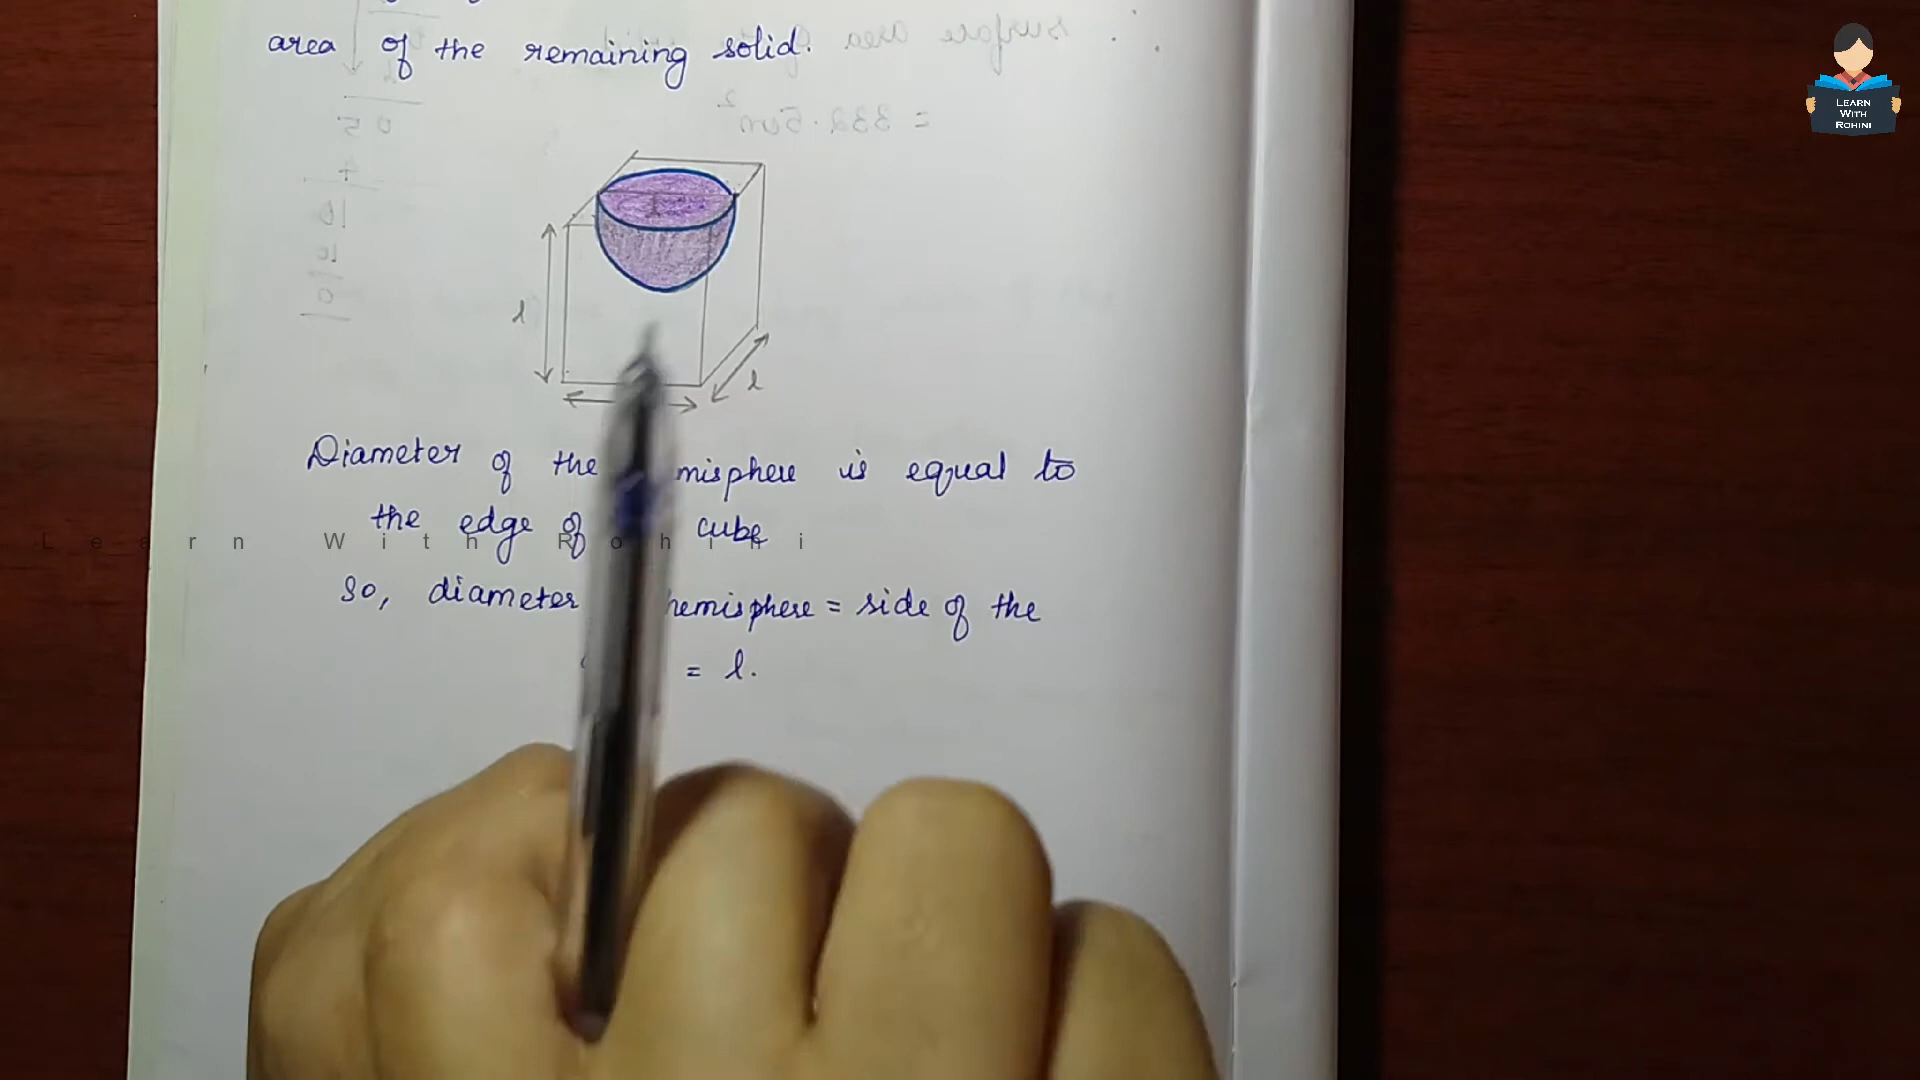 area of the remaining solid.
l
l
Diameter of the misphere is equal to
the edge of cube
so, diameter hemisphere = side of the
= l.
Learn With Rohini
LEARN
WITH
ROHINI